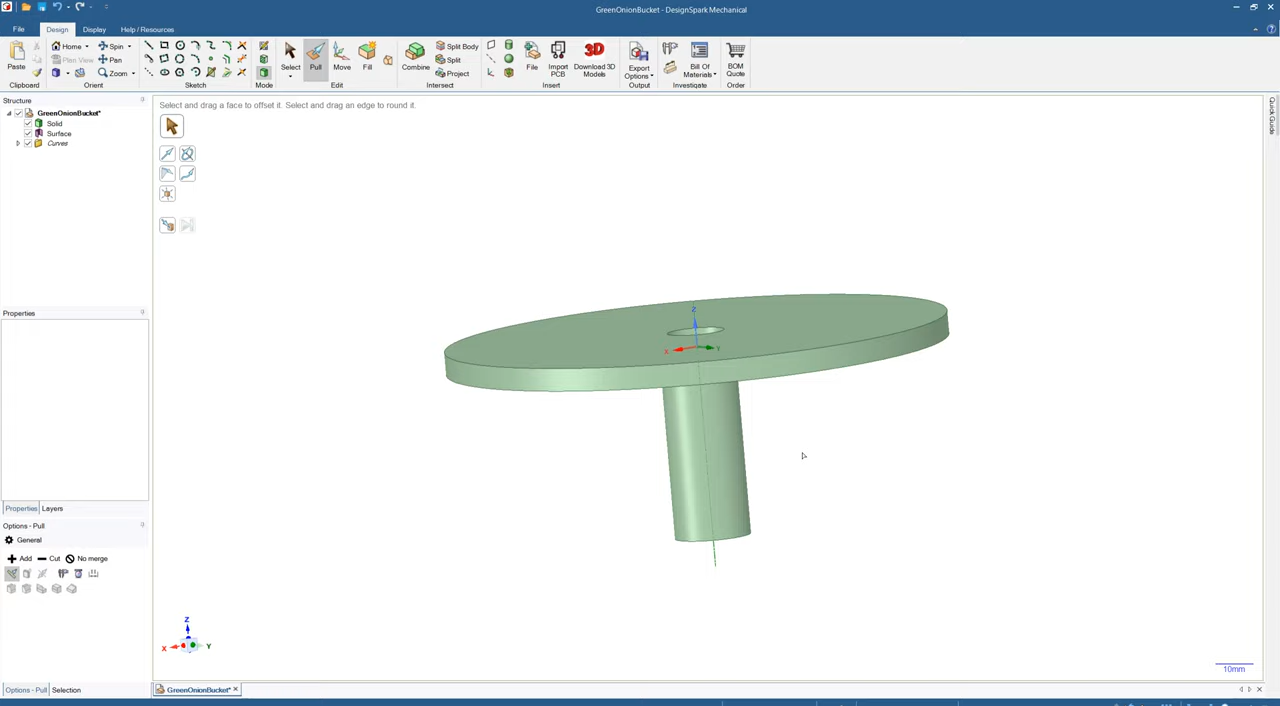 GreenOnionBucket* - DesignSpark Mechanical
File Design Display Help / Resources
Home Spin
Plan View Pan
Zoom
Paste
Select Pull Move Fill
Combine
Split Body
Split
Project
File Import PCB Download 3D Models
Export Options
Bill Of Materials
BOM Quote
Clipboard Orient Sketch Mode Edit Intersect Insert Output Investigate Order
Structure
GreenOnionBucket*
Solid
Surface
Curves
Select and drag a face to offset it. Select and drag an edge to round it.
Quick Guide
Properties
Z
X
Y
Properties Layers
Options - Pull
General
Add Cut No merge
Z
X
Y
10mm
Options - Pull Selection
GreenOnionBucket*